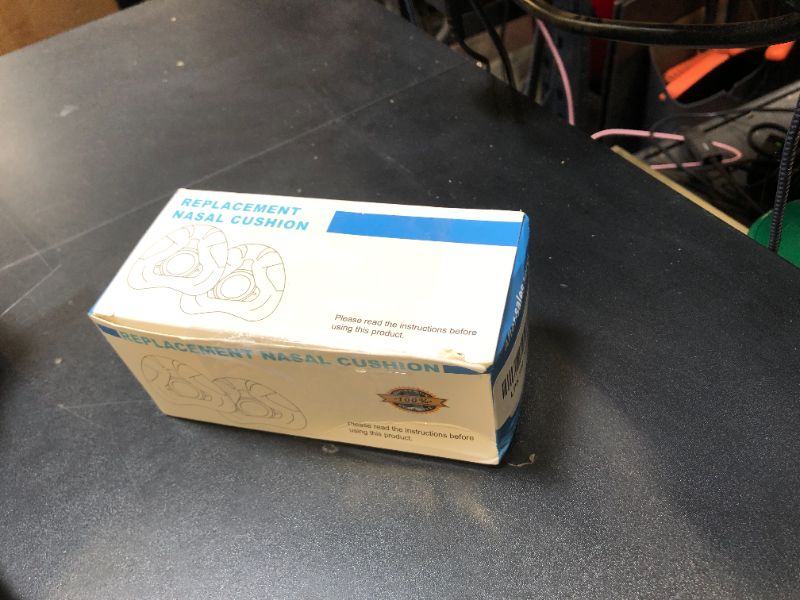 REPLACEMENT
NASAL CUSHION
Please read the instructions before
using this product.
REPLACEMENT NASAL CUSHION
100%
Please read the instructions before
using this product.